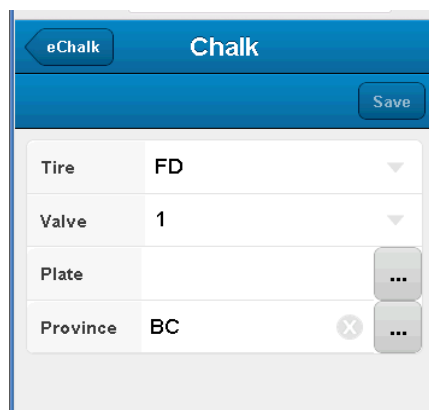 eChalk Chalk
Save
Tire FD
Valve 1
Plate ...
Province BC ...